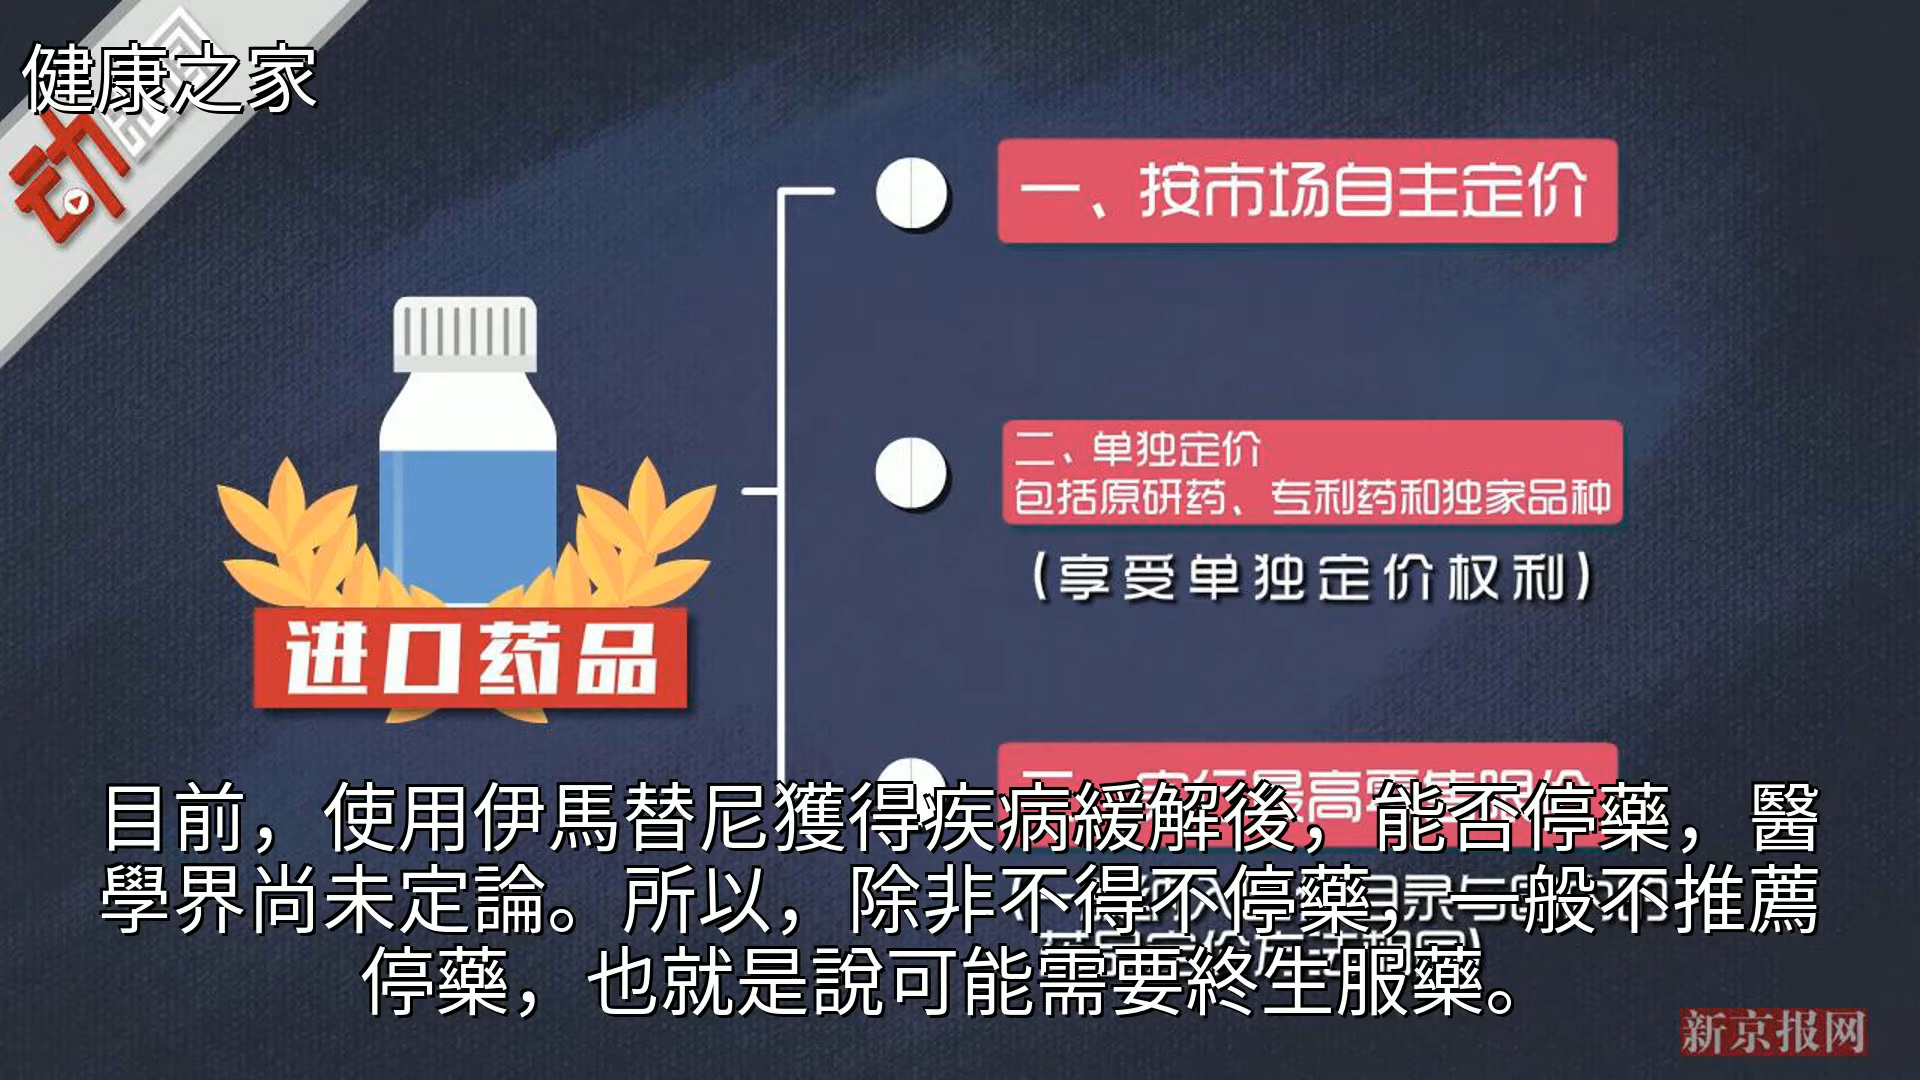 健康之家
动
一、按市场自主定价
二、单独定价
包括原研药、专利药和独家品种
(享受单独定价权利)
进口药品
目前，使用伊馬替尼獲得疾病緩解後，能否停藥，醫
學界尚未定論。所以，除非不得不停藥，一般不推薦
停藥，也就是說可能需要終生服藥。
新京报网